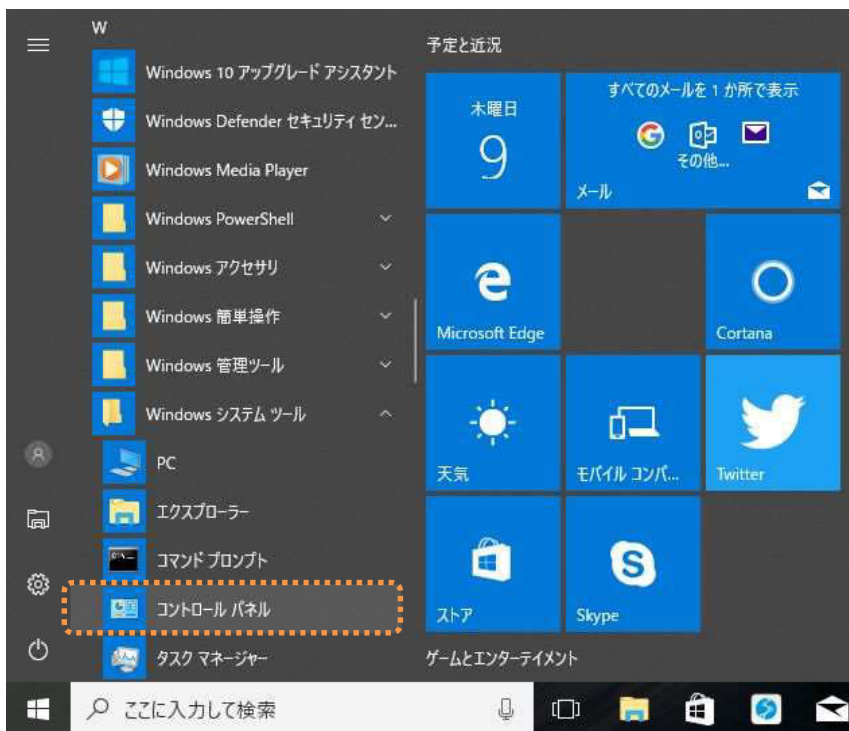 W
Windows 10 アップグレード アシスタント
Windows Defender セキュリティ セン...
Windows Media Player
Windows PowerShell
Windows アクセサリ
Windows 簡単操作
Windows 管理ツール
Windows システム ツール
PC
エクスプローラー
コマンド プロンプト
コントロール パネル
タスク マネージャー
予定と近況
木曜日
9
すべてのメールを 1 か所で表示
その他...
メール
Microsoft Edge
Cortana
天気
モバイル コンパ...
Twitter
ストア
Skype
ゲームとエンターテイメント
ここに入力して検索